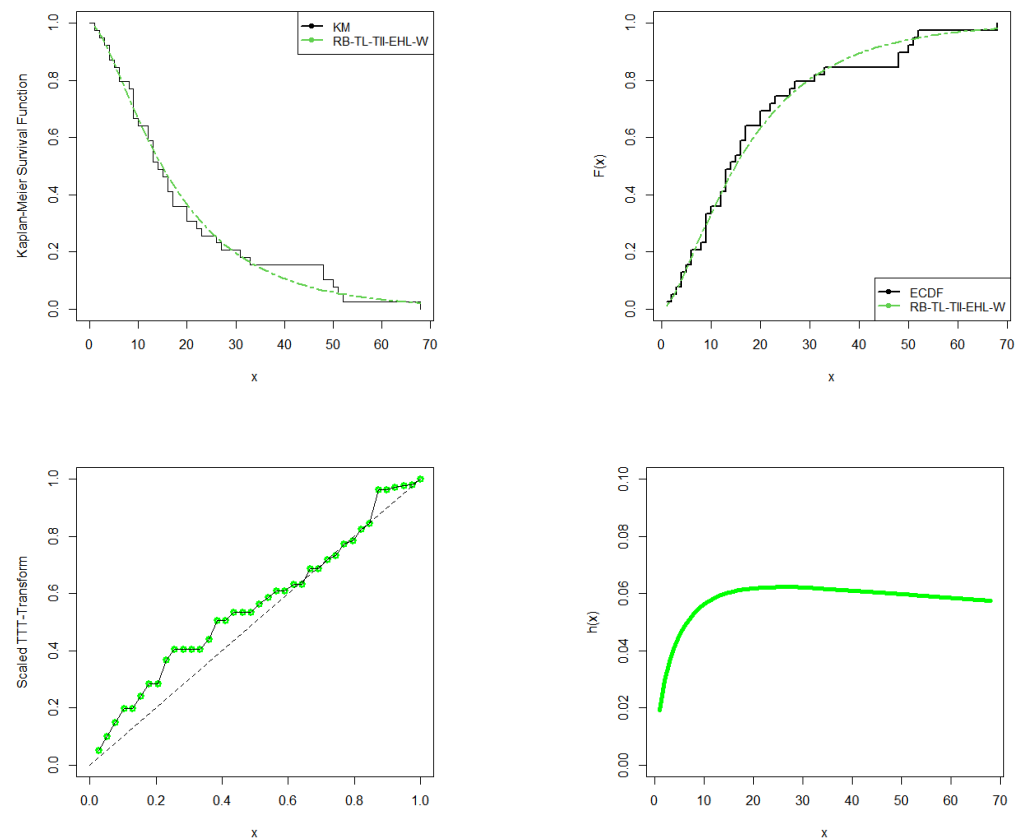 Kaplan-Meier Survival Function
0.0 0.2 0.4 0.6 0.8 1.0
KM
RB-TL-TII-EHL-W
0 10 20 30 40 50 60 70
x
F(x)
0.0 0.2 0.4 0.6 0.8 1.0
ECDF
RB-TL-TII-EHL-W
0 10 20 30 40 50 60 70
x
Scaled TTT-Transform
0.0 0.2 0.4 0.6 0.8 1.0
0.0 0.2 0.4 0.6 0.8 1.0
x
h(x)
0.00 0.02 0.04 0.06 0.08 0.10
0 10 20 30 40 50 60 70
x